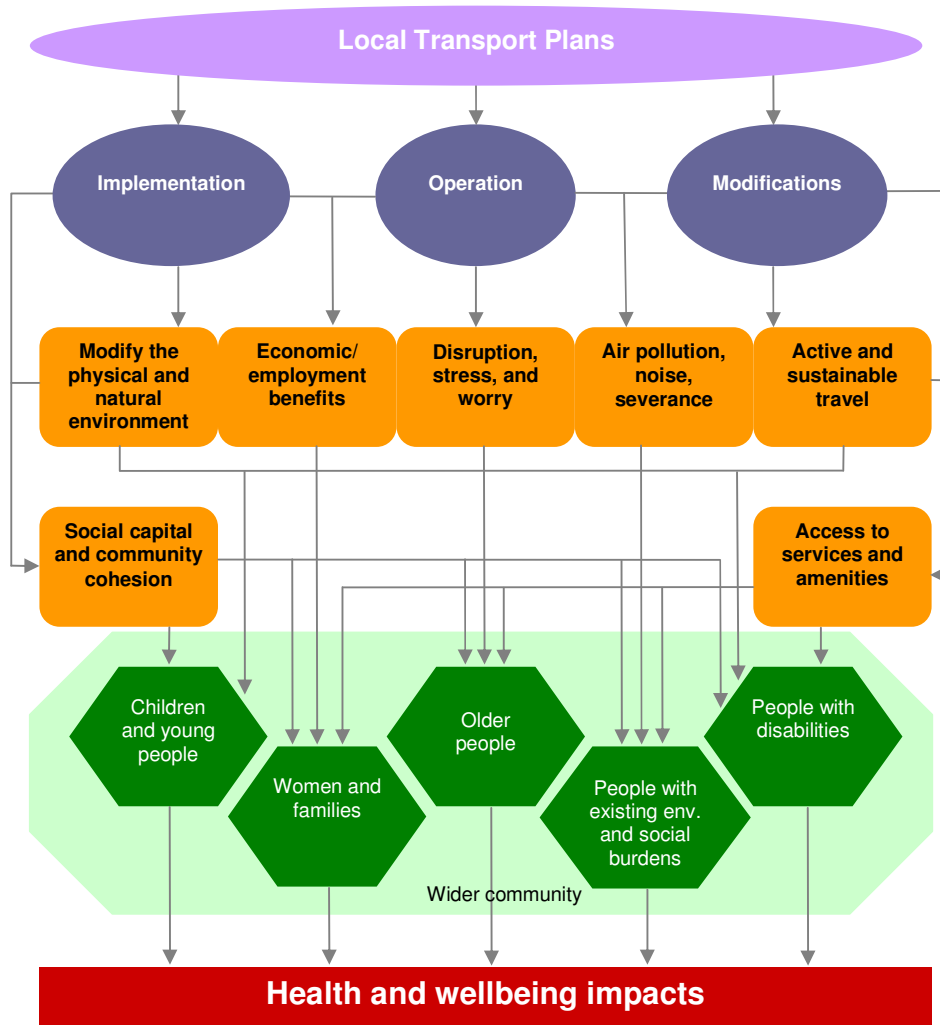 Local Transport Plans
Implementation
Operation
Modifications
Modify the
physical and
natural
environment
Economic/
employment
benefits
Disruption,
stress, and
worry
Air pollution,
noise,
severance
Active and
sustainable
travel
Social capital
and community
cohesion
Access to
services and
amenities
Children
and young
people
Women and
families
Older
people
People with
existing env.
and social
burdens
People with
disabilities
Wider community
Health and wellbeing impacts